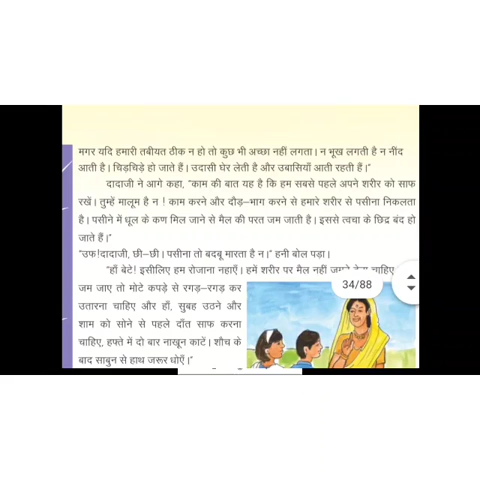 मगर यदि हमारी तबीयत ठीक न हो तो कुछ भी अच्छा नहीं लगता। न भूख लगती है न नींद
आती है। चिड़चिड़े हो जाते हैं। उदासी घेर लेती है और उबासियाँ आती रहती हैं।"
दादाजी ने आगे कहा, "काम की बात यह है कि हम सबसे पहले अपने शरीर को साफ
रखें। तुम्हें मालूम है न ! काम करने और दौड़–भाग करने से हमारे शरीर से पसीना निकलता
है। पसीने में धूल के कण मिल जाने से मैल की परत जम जाती है। इससे त्वचा के छिद्र बंद हो
जाते हैं।"
"उफ!दादाजी, छी–छी। पसीना तो बदबू मारता है न।" हनी बोल पड़ा।
"हाँ बेटे! इसीलिए हम रोजाना नहाएँ। हमें शरीर पर मैल नहीं चाहिए
34/88
जम जाए तो मोटे कपड़े से रगड़–रगड़ कर
उतारना चाहिए और हाँ, सुबह उठने और
शाम को सोने से पहले दाँत साफ करना
चाहिए, हफ्ते में दो बार नाखून काटें। शौच के
बाद साबुन से हाथ जरूर धोएँ।"